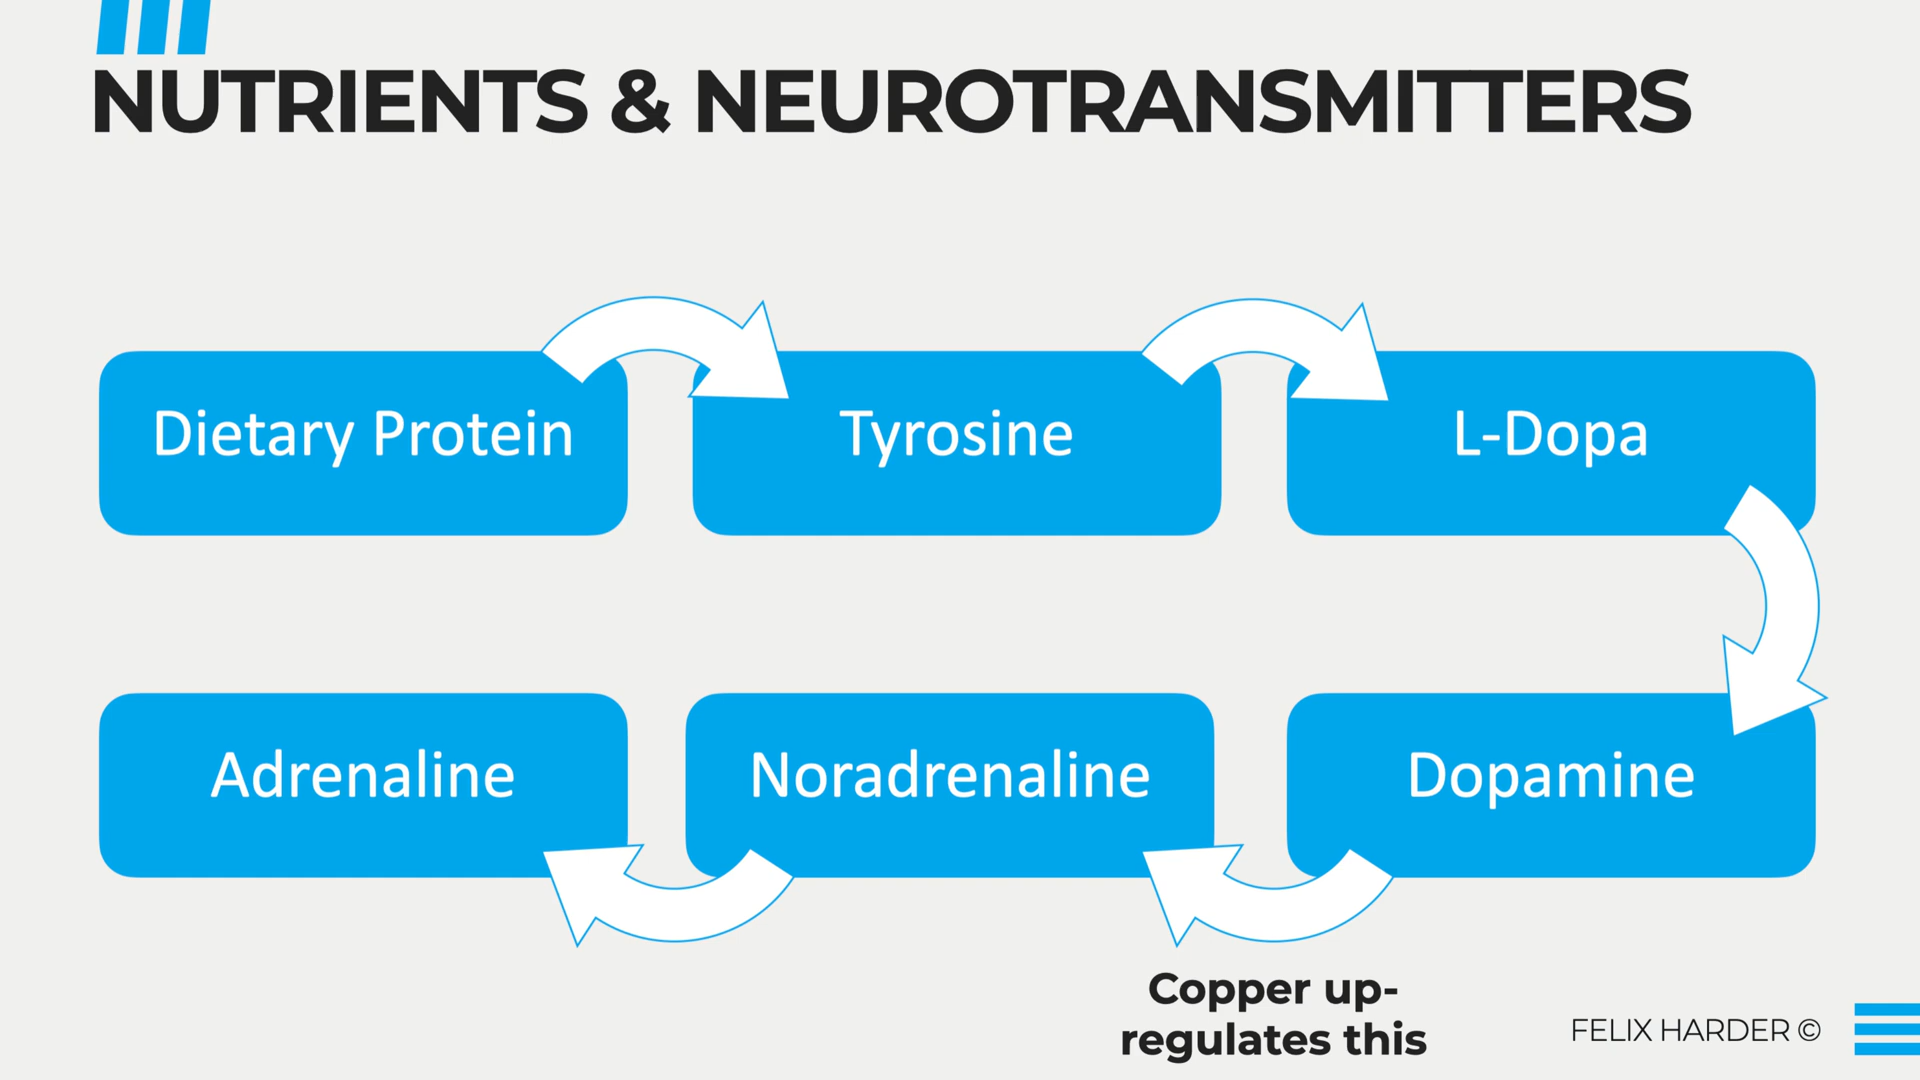 NUTRIENTS & NEUROTRANSMITTERS
Dietary Protein
Tyrosine
L-Dopa
Adrenaline
Noradrenaline
Dopamine
Copper up-
regulates this
FELIX HARDER ©